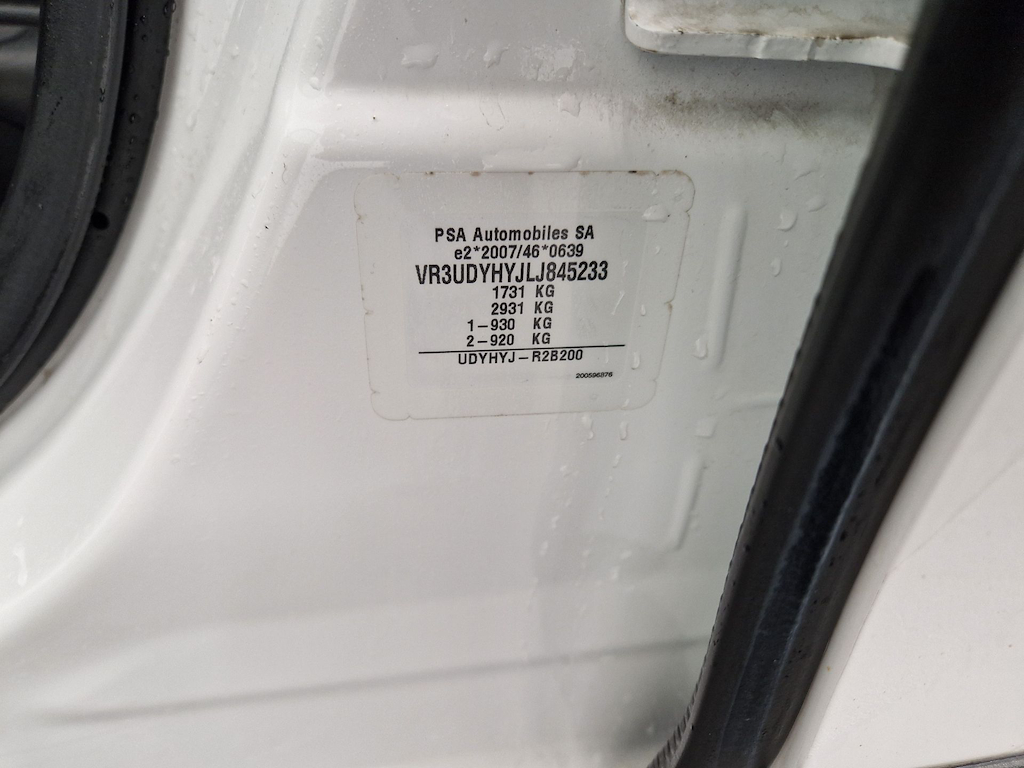 PSA Automobiles SA
e2*2007/46*0639
VR3UDYHYJLJ845233
1731 KG
2931 KG
1-930 KG
2-920 KG
UDYHYJ-R2B200
200596876